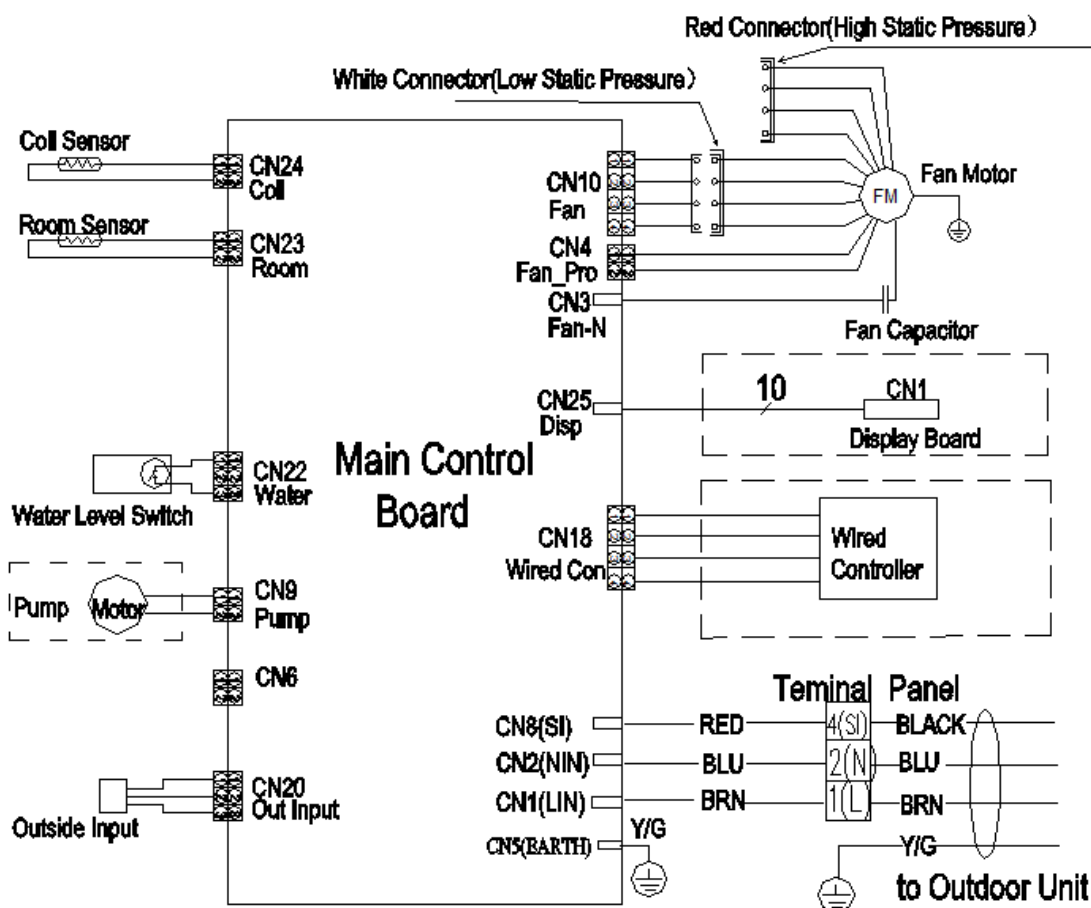 Red Connector(High Static Pressure）
White Connector(Low Static Pressure）
Coil Sensor
CN24
Coil
Room Sensor
CN23
Room
CN10
Fan
CN4
Fan_Pro
CN3
Fan-N
FM
Fan Motor
Fan Capacitor
CN25
Disp
10
CN1
Display Board
Main Control
Board
CN22
Water
Water Level Switch
CN18
Wired Con
Wired
Controller
Pump
Motor
CN9
Pump
CN6
CN20
Out Input
Outside Input
Teminal Panel
CN8(SI) RED 4(SI) BLACK
CN2(NIN) BLU 2(N) BLU
CN1(LIN) BRN 1(L) BRN
CN5(EARTH) Y/G Y/G
to Outdoor Unit